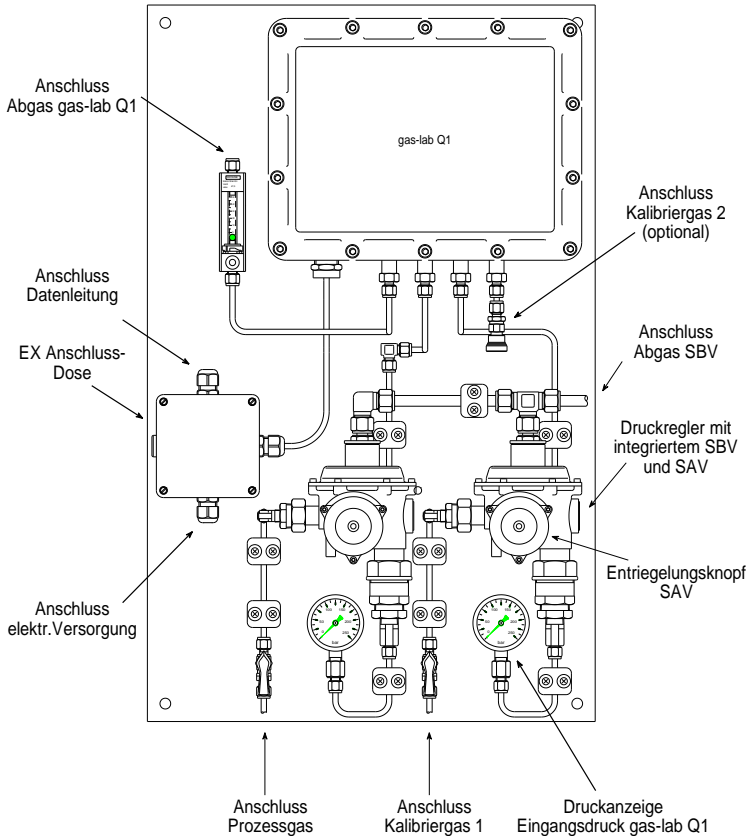 Anschluss
Abgas gas-lab Q1
gas-lab Q1
Anschluss
Kalibriergas 2
(optional)
Anschluss
Datenleitung
EX Anschluss-
Dose
Anschluss
Abgas SBV
Druckregler mit
integriertem SBV
und SAV
Entriegelungsknopf
SAV
Anschluss
elektr.Versorgung
bar
bar
Anschluss
Prozessgas
Anschluss
Kalibriergas 1
Druckanzeige
Eingangsdruck gas-lab Q1